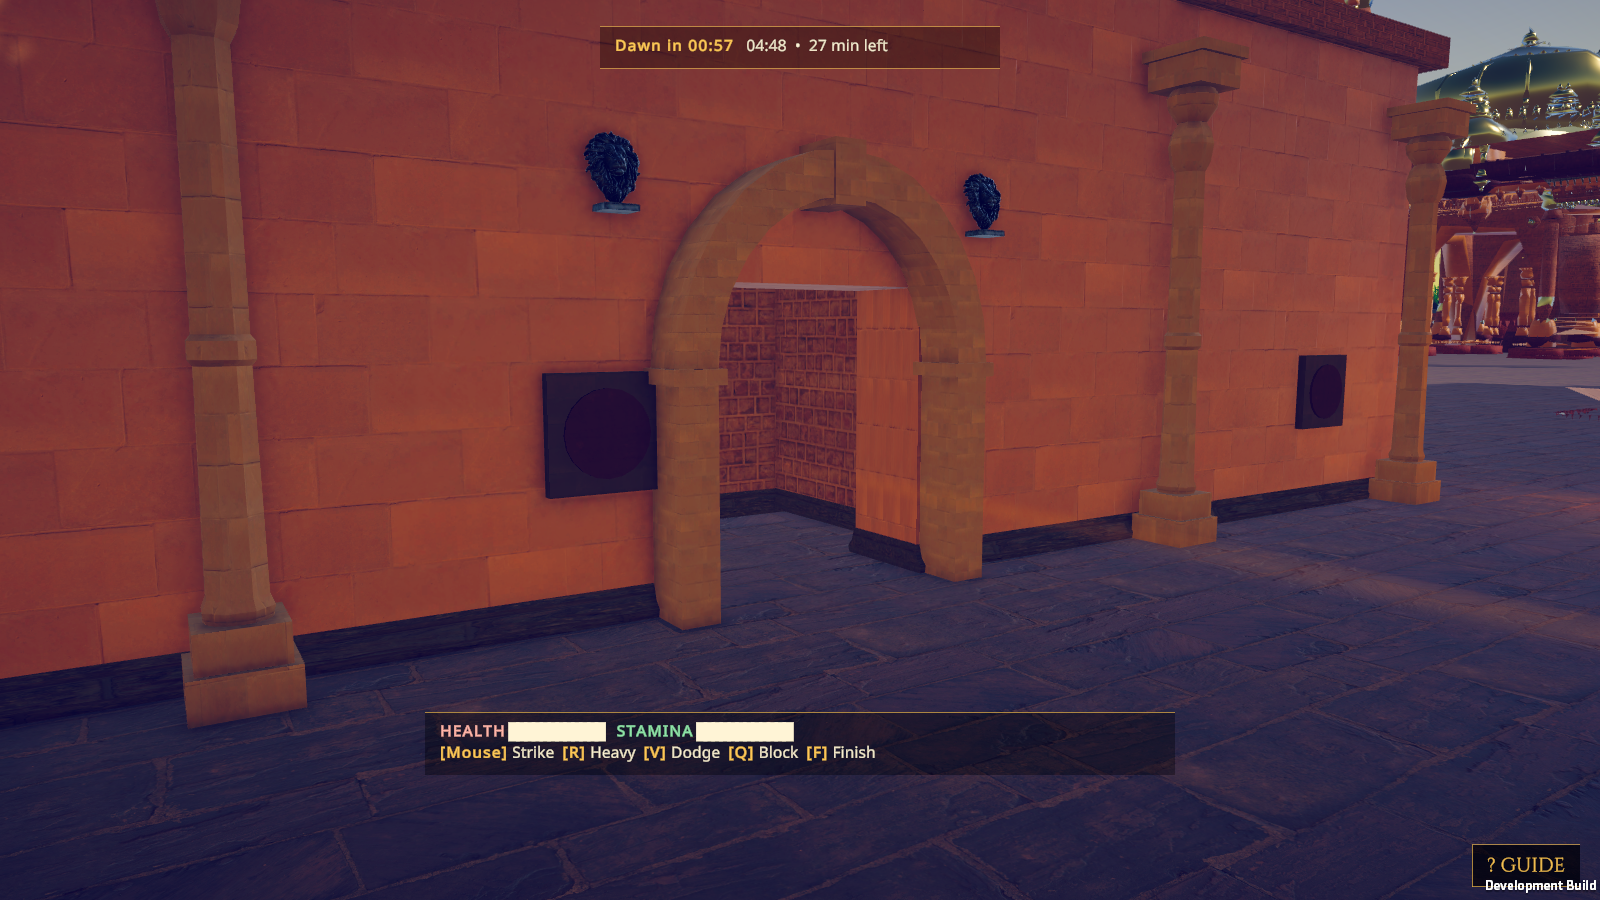 Dawn in 00:57 04:48 • 27 min left
HEALTH STAMINA
[Mouse] Strike [R] Heavy [V] Dodge [Q] Block [F] Finish
? GUIDE
Development Build